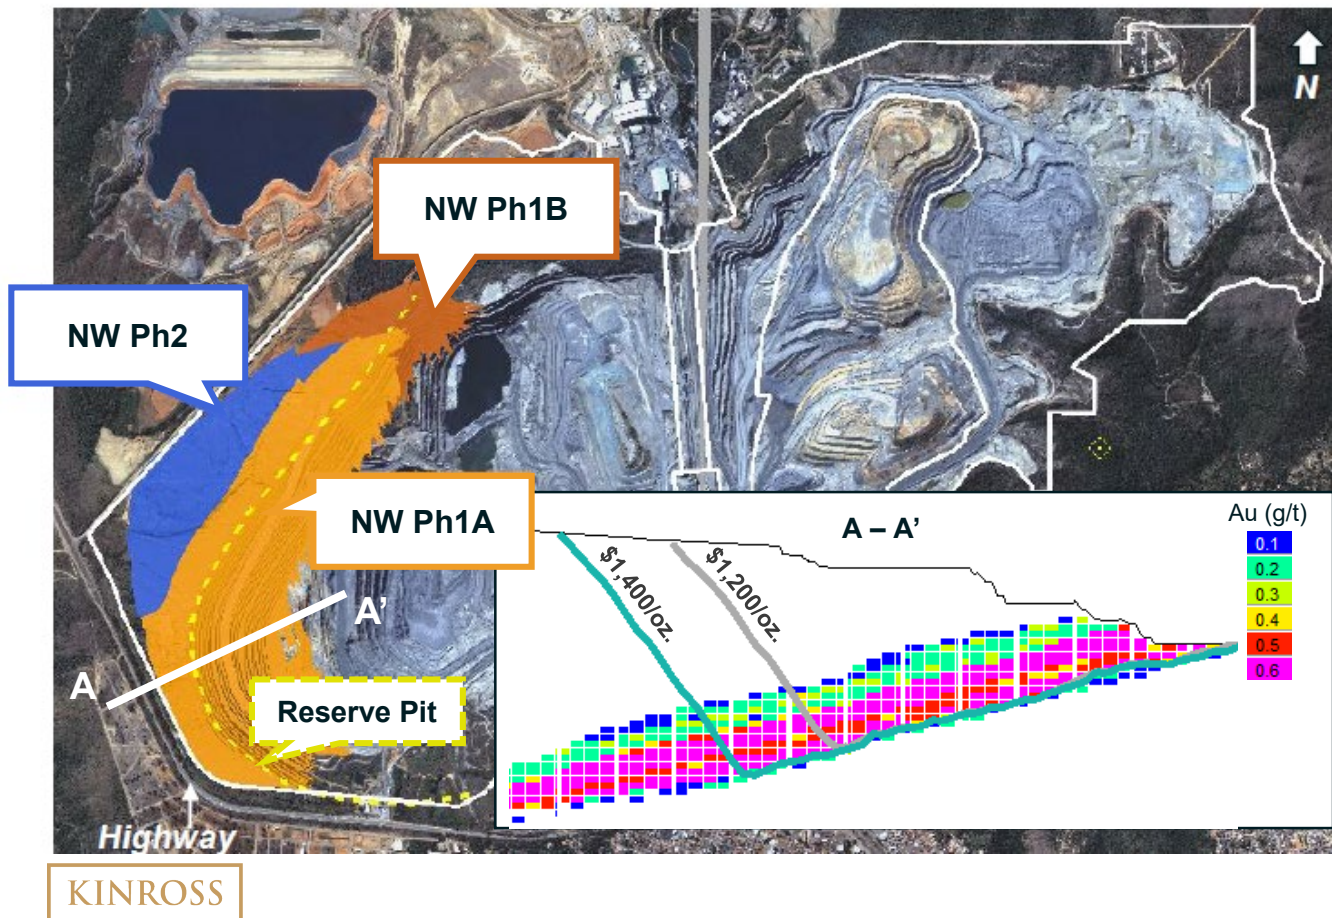 N
NW Ph1B
NW Ph2
NW Ph1A
A – A’
Au (g/t)
0.1
0.2
0.3
0.4
0.5
0.6
$1,400/oz.
$1,200/oz.
A’
A
Reserve Pit
Highway
KINROSS